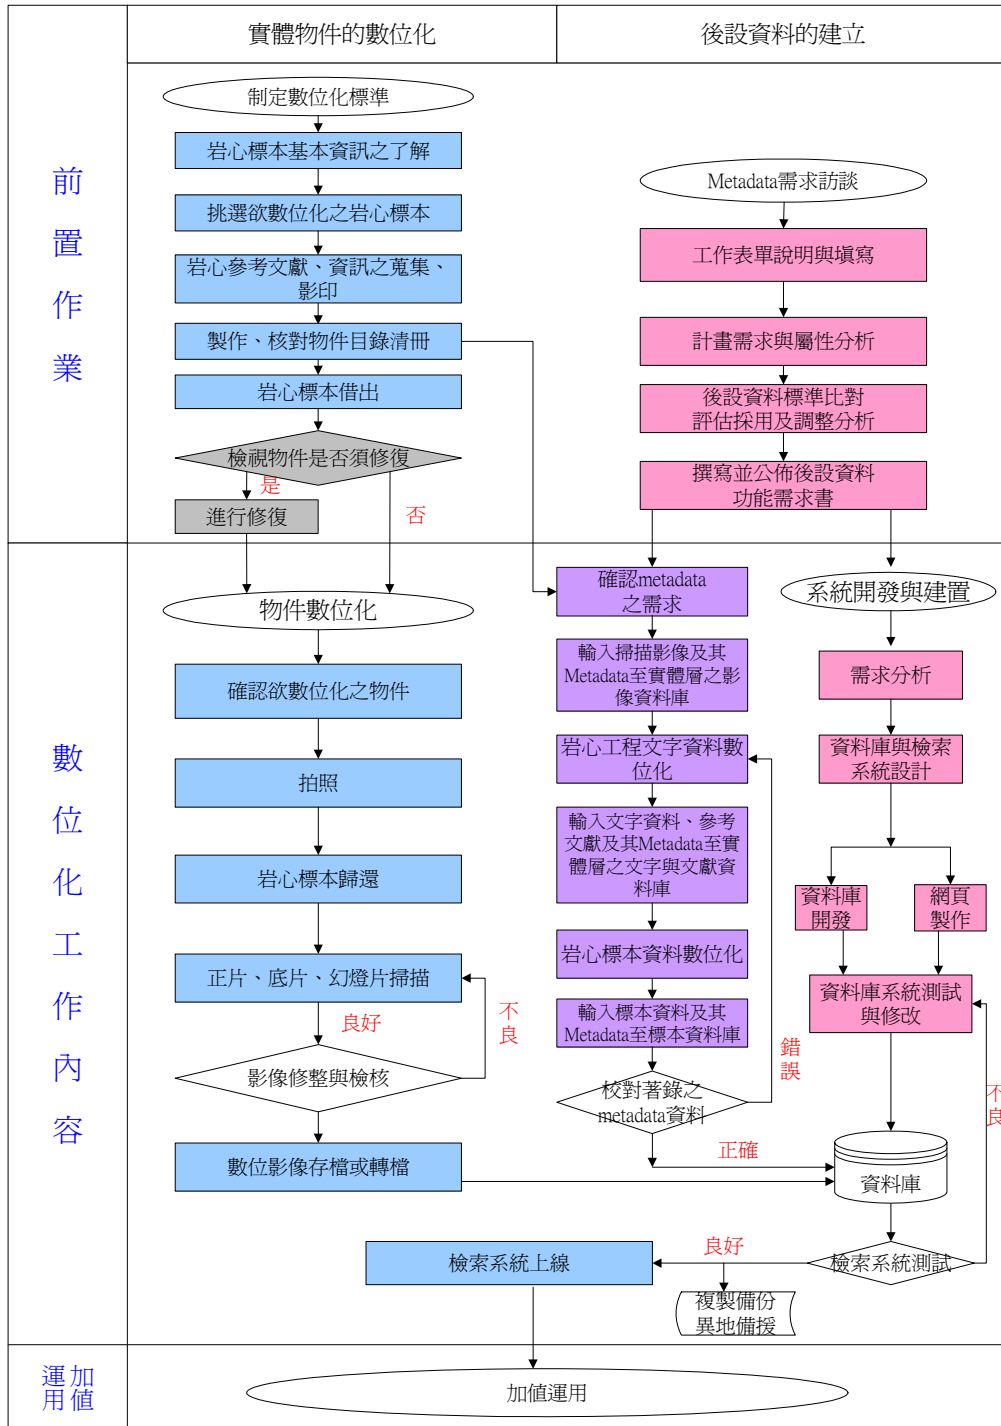 實體物件的數位化
後設資料的建立
前置作業
制定數位化標準
岩心標本基本資訊之了解
挑選欲數位化之岩心標本
岩心參考文獻、資訊之蒐集、
影印
製作、核對物件目錄清冊
岩心標本借出
檢視物件是否須修復
是
否
進行修復
Metadata需求訪談
工作表單說明與填寫
計畫需求與屬性分析
後設資料標準比對
評估採用及調整分析
撰寫並公佈後設資料
功能需求書
數位化工作內容
物件數位化
確認欲數位化之物件
拍照
岩心標本歸還
正片、底片、幻燈片掃描
良好
不良
影像修整與檢核
數位影像存檔或轉檔
確認metadata
之需求
輸入掃描影像及其
Metadata至實體層之影
像資料庫
岩心工程文字資料數
位化
輸入文字資料、參考
文獻及其Metadata至實
體層之文字與文獻資
料庫
岩心標本資料數位化
輸入標本資料及其
Metadata至標本資料庫
錯誤
校對著錄之
metadata資料
正確
系統開發與建置
需求分析
資料庫與檢索
系統設計
資料庫
開發
網頁
製作
資料庫系統測試
與修改
不良
資料庫
檢索系統測試
良好
檢索系統上線
複製備份
異地備援
加值
運用
加值運用